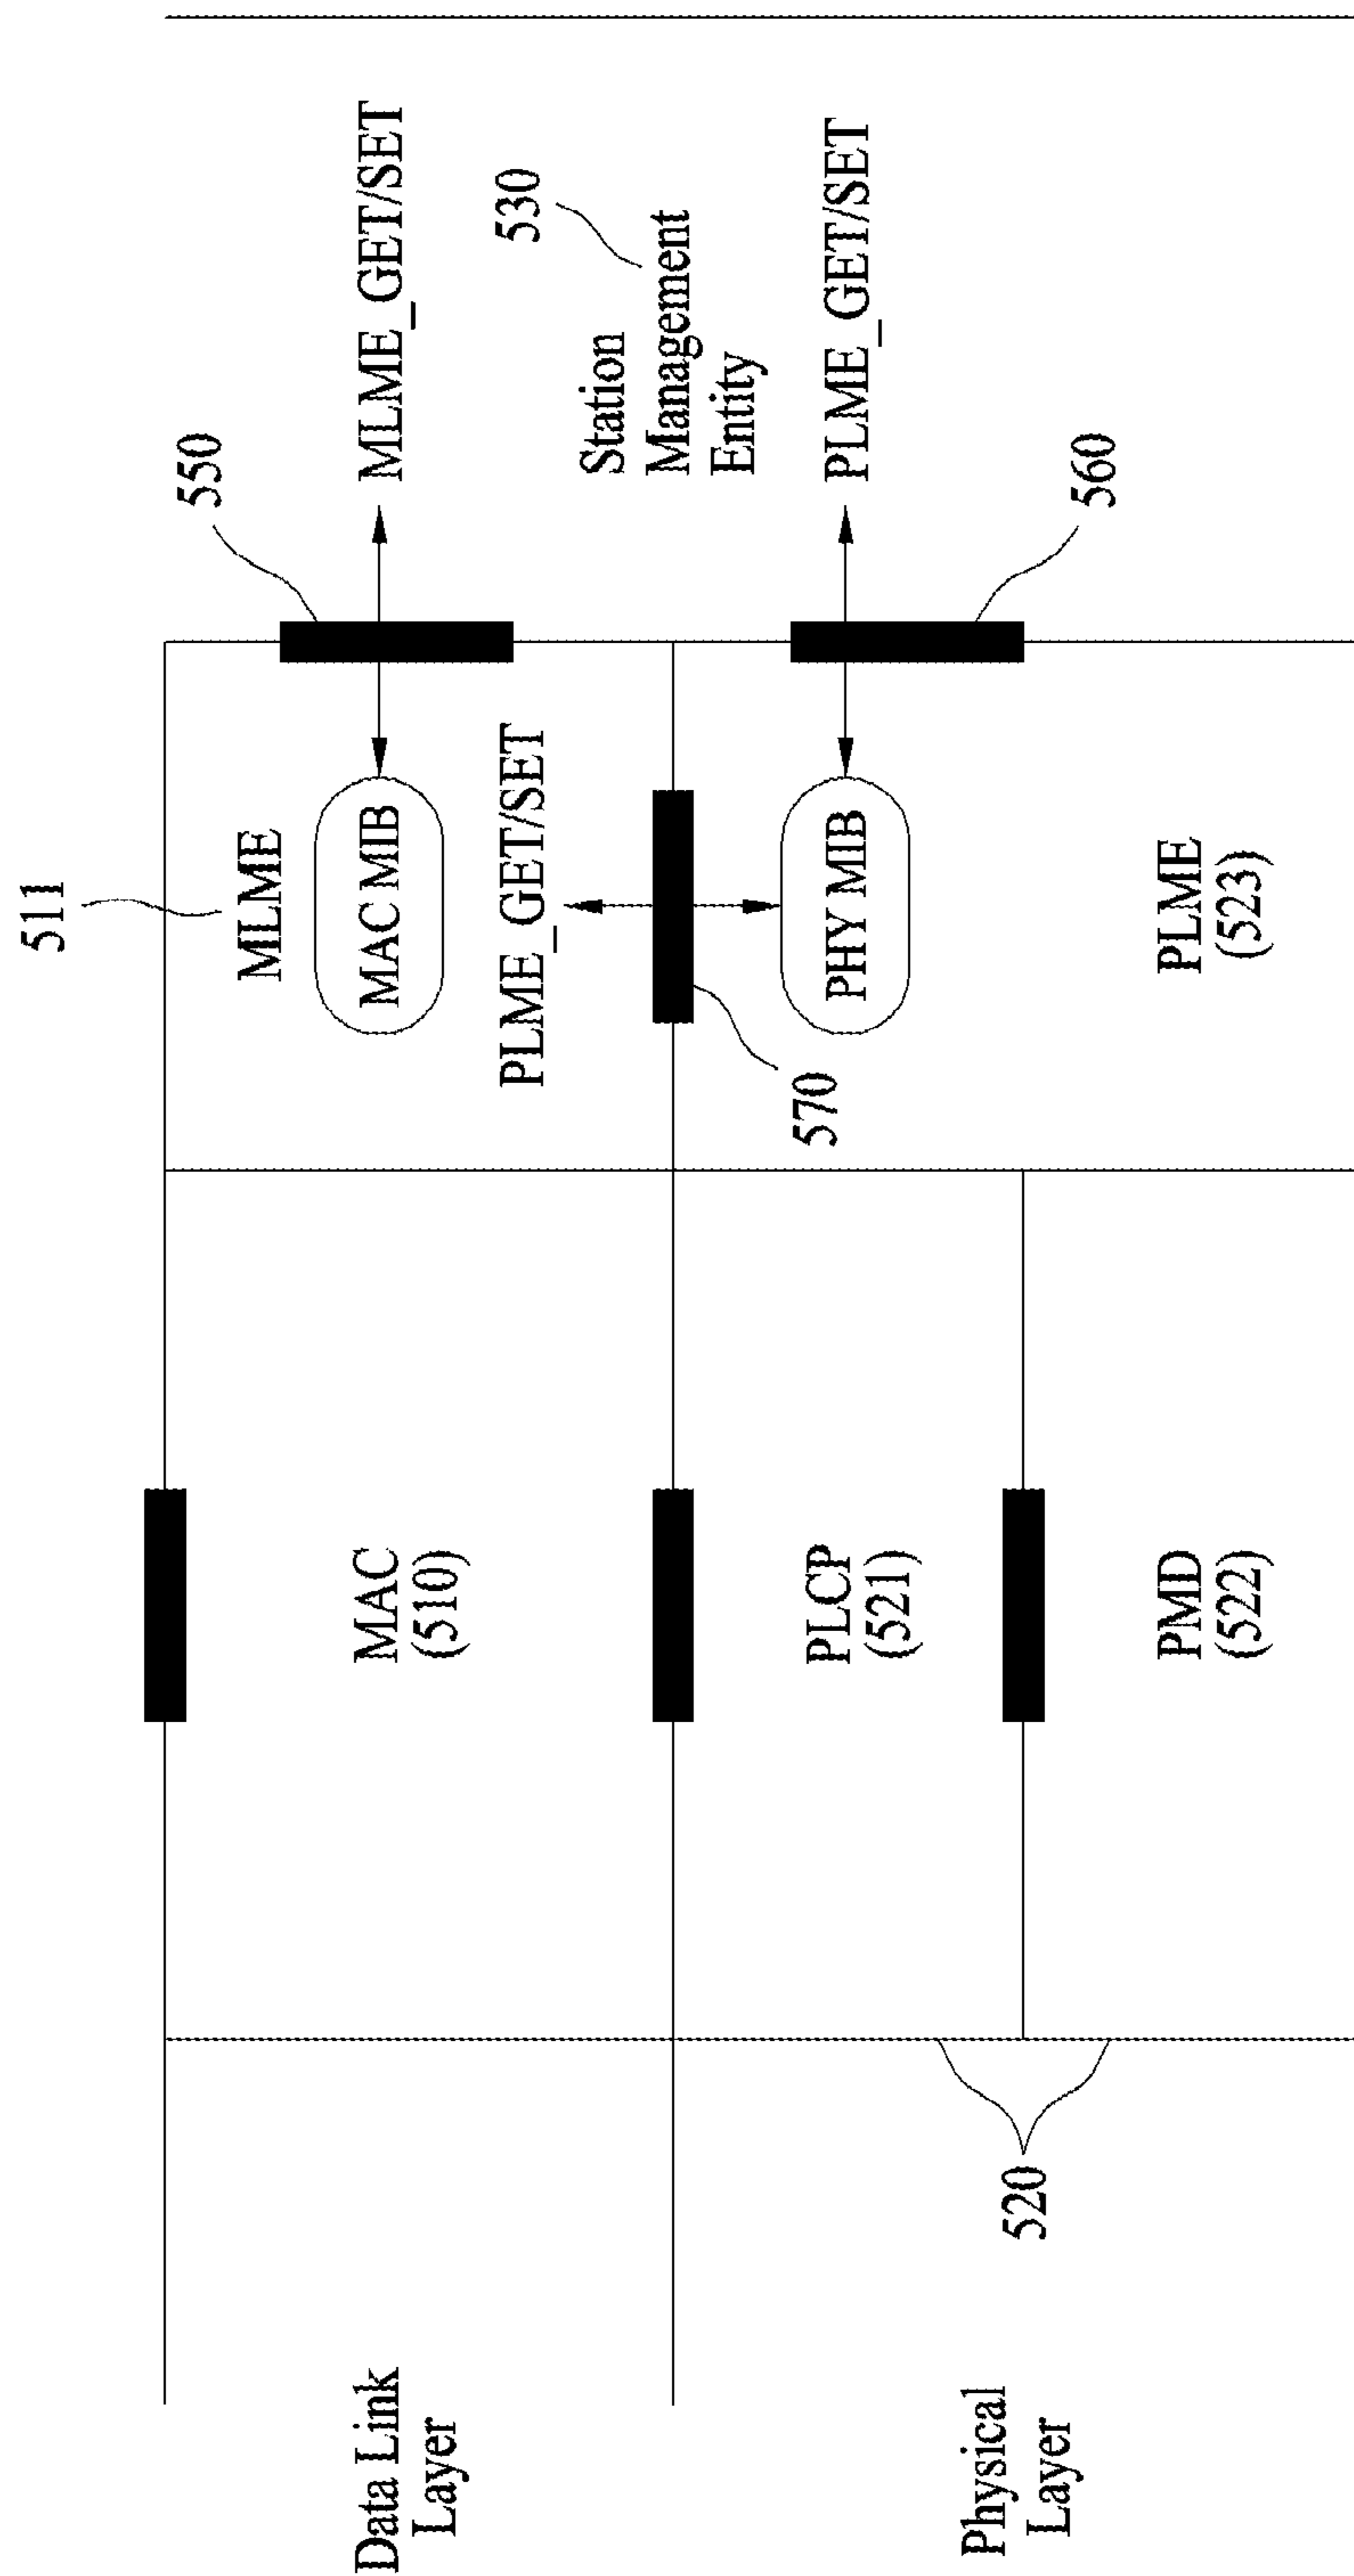 511
550
MLME
MAC MIB
MLME_GET/SET
Data Link
Layer
MAC
(510)
PLME_GET/SET
530
Station
Management
Entity
570
PHY MIB
PLME_GET/SET
PLCP
(521)
Physical
Layer
520
560
PMD
(522)
PLME
(523)